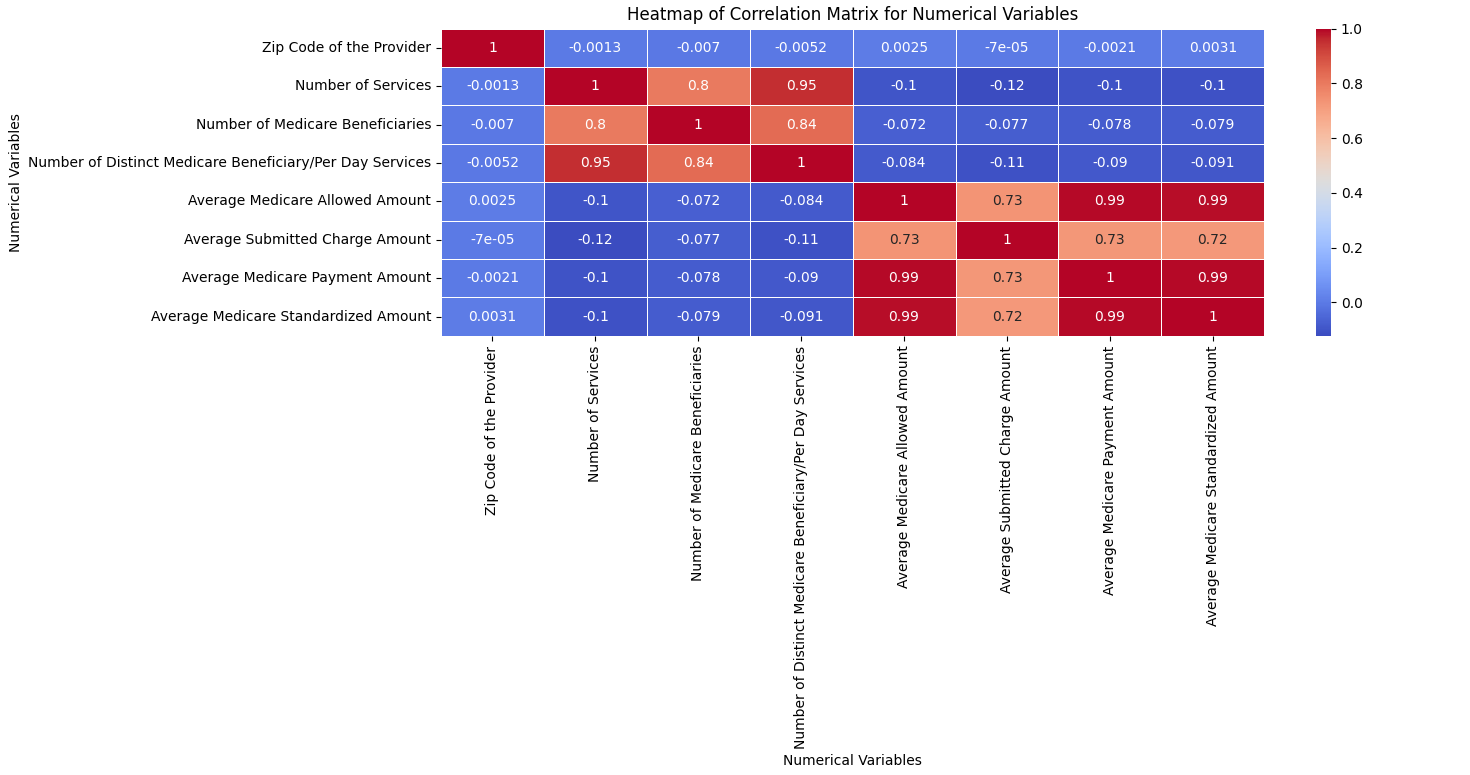 Heatmap of Correlation Matrix for Numerical Variables
Numerical Variables
Zip Code of the Provider 1 -0.0013 -0.007 -0.0052 0.0025 -7e-05 -0.0021 0.0031
Number of Services -0.0013 1 0.8 0.95 -0.1 -0.12 -0.1 -0.1
Number of Medicare Beneficiaries -0.007 0.8 1 0.84 -0.072 -0.077 -0.078 -0.079
Number of Distinct Medicare Beneficiary/Per Day Services -0.0052 0.95 0.84 1 -0.084 -0.11 -0.09 -0.091
Average Medicare Allowed Amount 0.0025 -0.1 -0.072 -0.084 1 0.73 0.99 0.99
Average Submitted Charge Amount -7e-05 -0.12 -0.077 -0.11 0.73 1 0.73 0.72
Average Medicare Payment Amount -0.0021 -0.1 -0.078 -0.09 0.99 0.73 1 0.99
Average Medicare Standardized Amount 0.0031 -0.1 -0.079 -0.091 0.99 0.72 0.99 1
Zip Code of the Provider
Number of Services
Number of Medicare Beneficiaries
Number of Distinct Medicare Beneficiary/Per Day Services
Average Medicare Allowed Amount
Average Submitted Charge Amount
Average Medicare Payment Amount
Average Medicare Standardized Amount
Numerical Variables
1.0
0.8
0.6
0.4
0.2
0.0